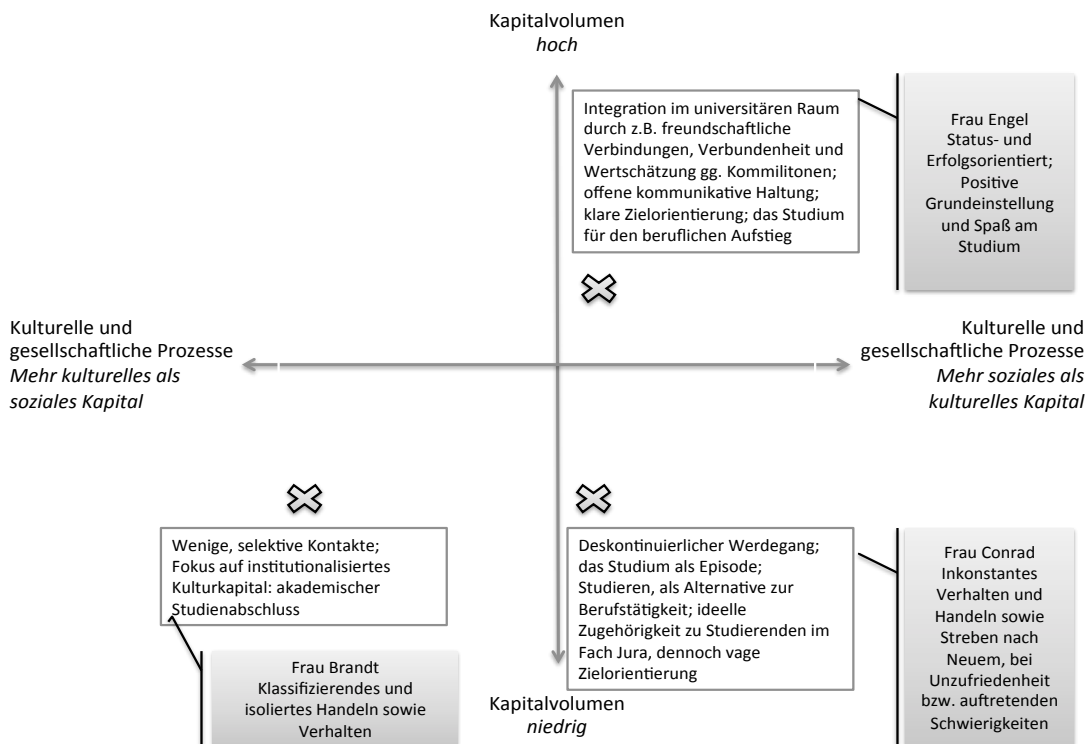 Kapitalvolumen
hoch
Integration im universitären Raum
durch z.B. freundschaftliche
Verbindungen, Verbundenheit und
Wertschätzung gg. Kommilitonen;
offene kommunikative Haltung;
klare Zielorientierung; das Studium
für den beruflichen Aufstieg
Frau Engel
Status- und
Erfolgsorientiert;
Positive
Grundeinstellung
und Spaß am
Studium
Kulturelle und
gesellschaftliche Prozesse
Mehr kulturelles als
soziales Kapital
Kulturelle und
gesellschaftliche Prozesse
Mehr soziales als
kulturelles Kapital
Wenige, selektive Kontakte;
Fokus auf institutionalisiertes
Kulturkapital: akademischer
Studienabschluss
Frau Brandt
Klassifizierendes und
isoliertes Handeln sowie
Verhalten
Deskontinuierlicher Werdegang;
das Studium als Episode;
Studieren, als Alternative zur
Berufstätigkeit; ideelle
Zugehörigkeit zu Studierenden im
Fach Jura, dennoch vage
Zielorientierung
Frau Conrad
Inkonstantes
Verhalten und
Handeln sowie
Streben nach
Neuem, bei
Unzufriedenheit
bzw. auftretenden
Schwierigkeiten
Kapitalvolumen
niedrig